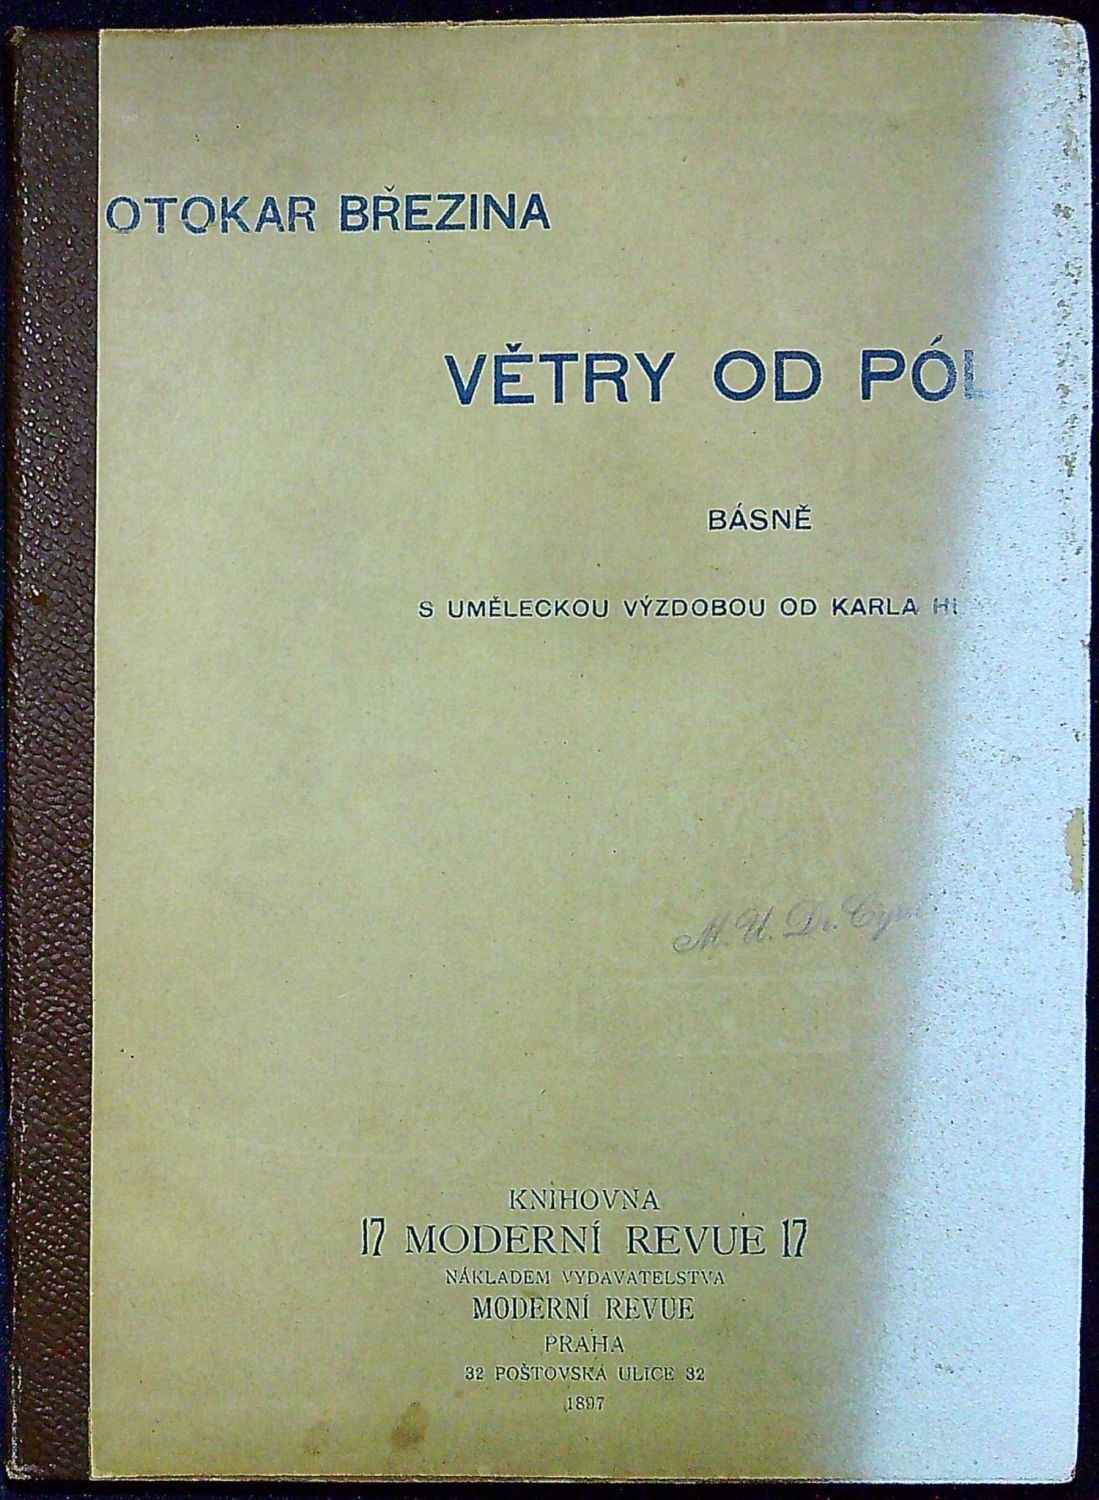 OTOKAR BŘEZINA
VĚTRY OD
BÁSNĚ
S UMĚLECKOU VÝZDOBOU OD KARLA
M. U. Dr.
KNIHOVNA
17 MODERNÍ REVUE 17
NÁKLADEM VYDAVATELSTVA
MODERNÍ REVUE
PRAHA
32 POŠTOVSKÁ ULICE 32
1897